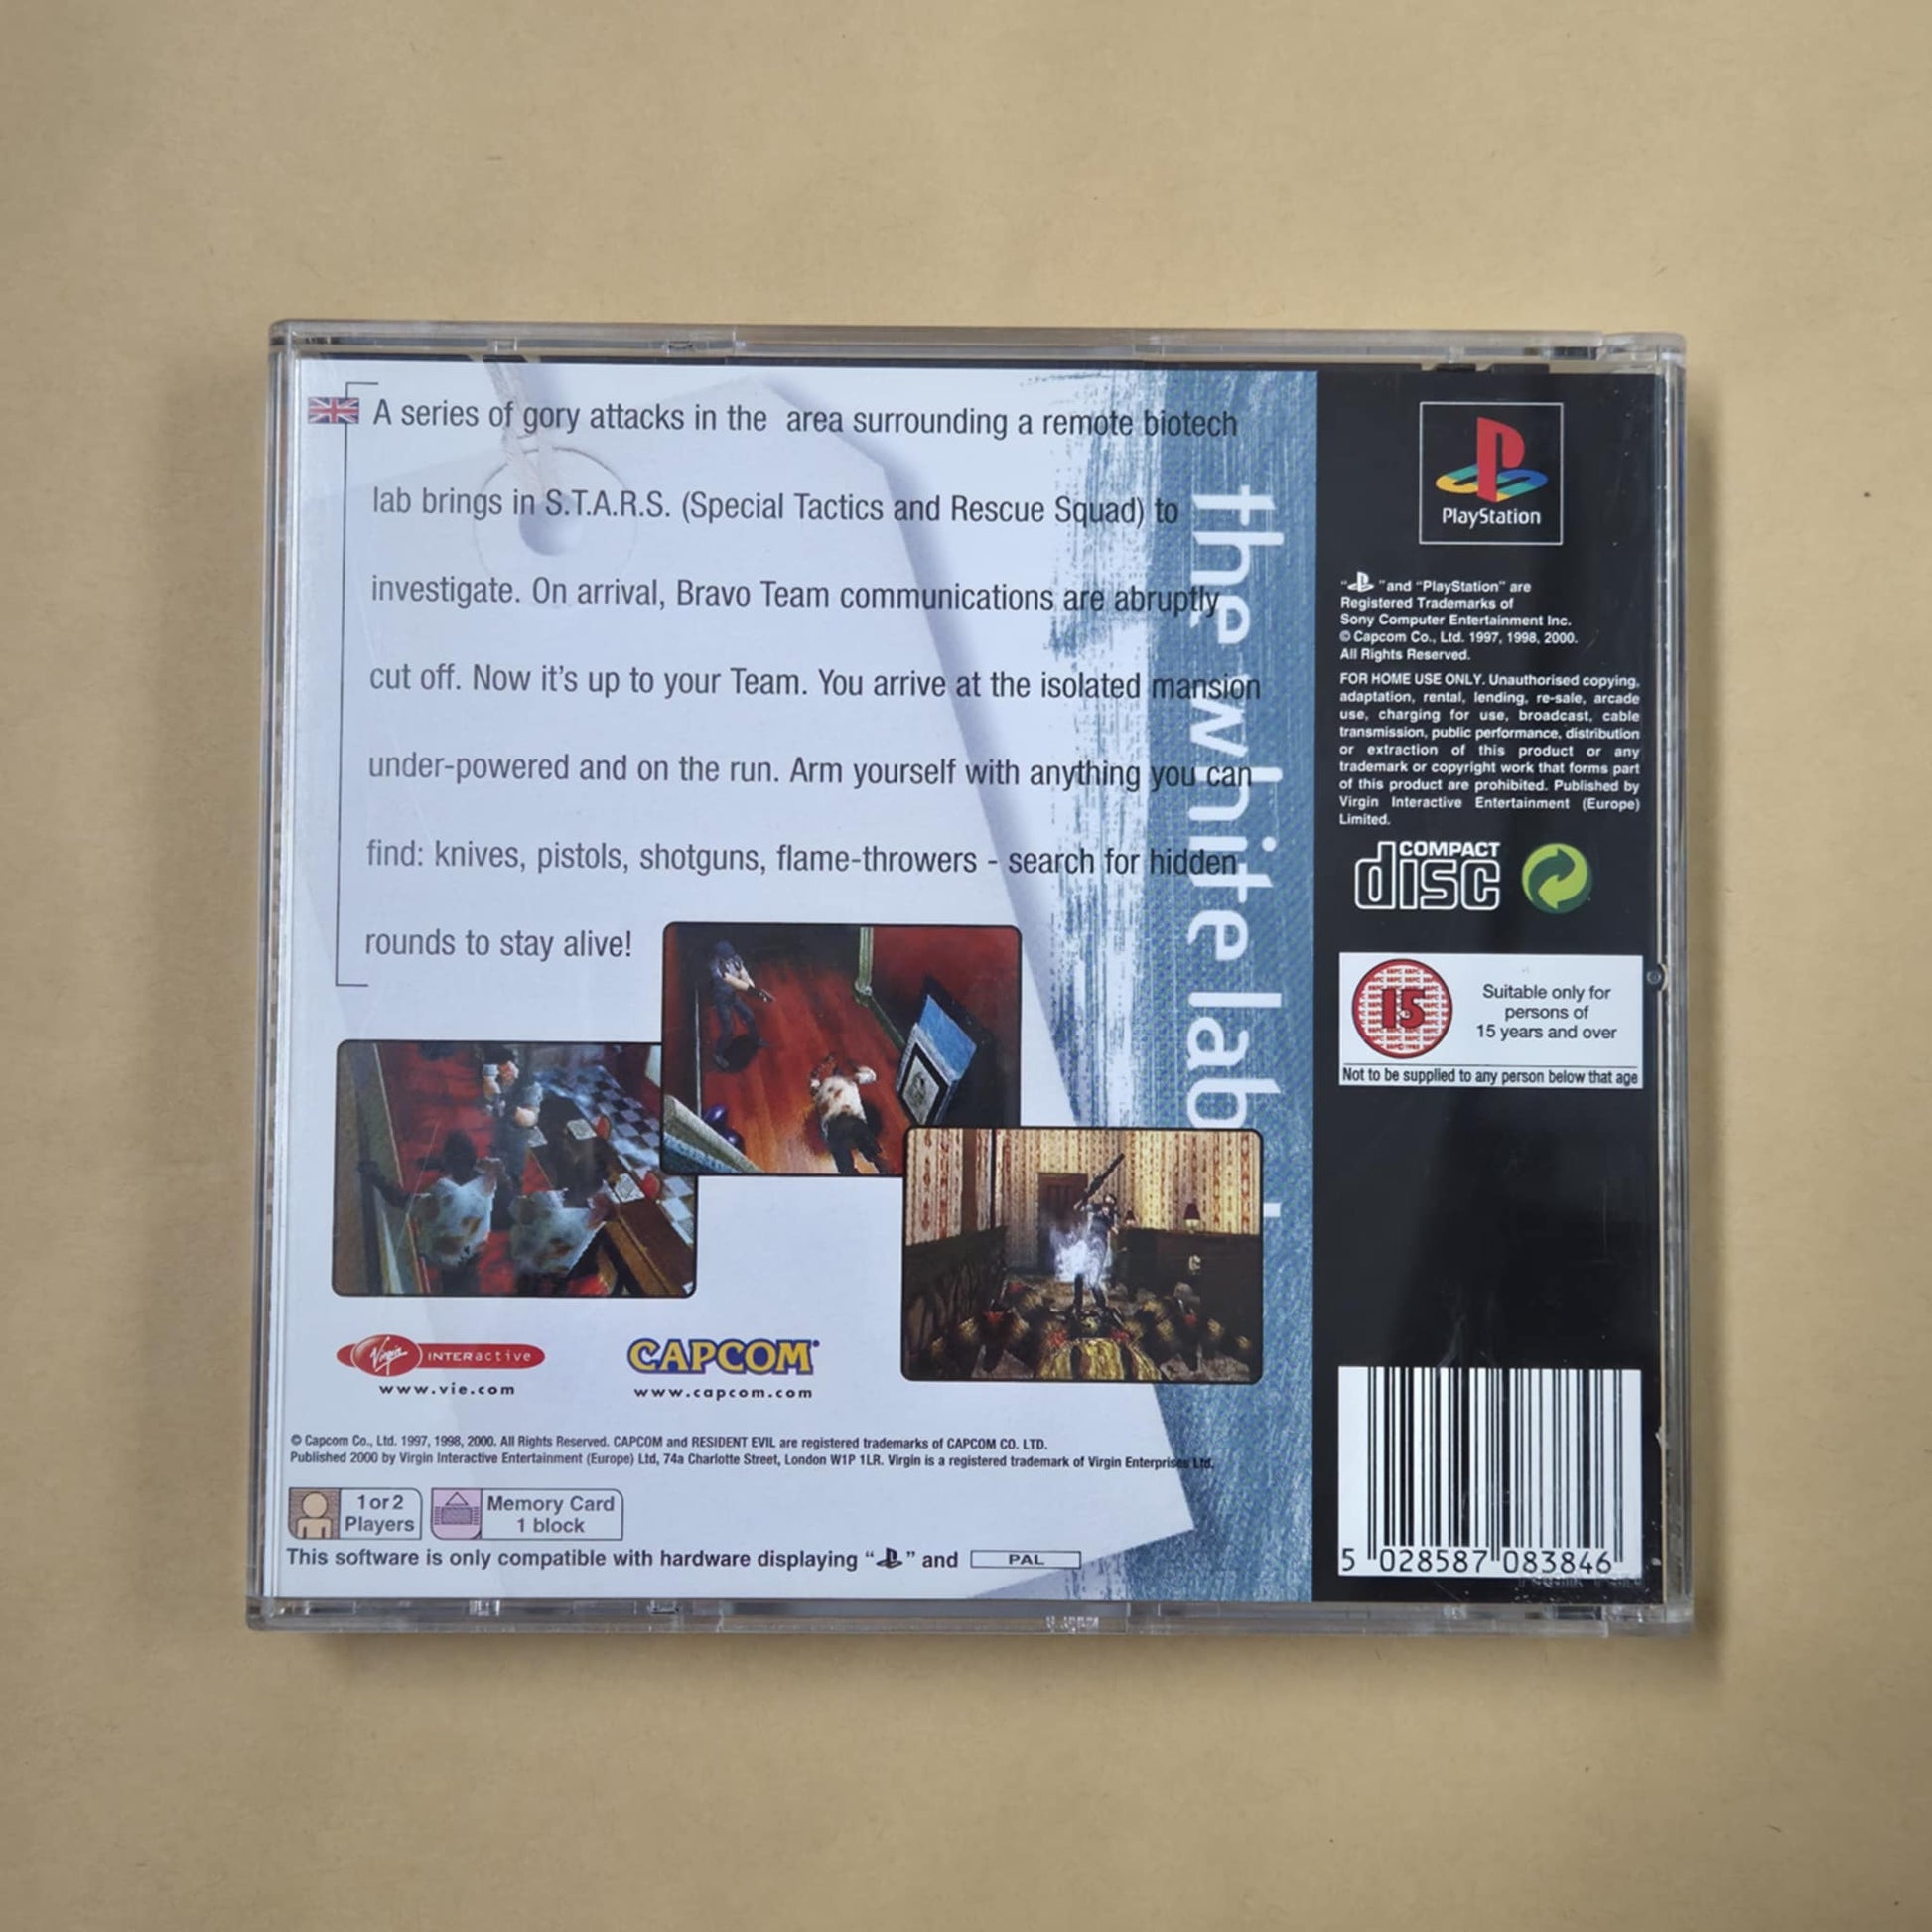 A series of gory attacks in the area surrounding a remote biotech
lab brings in S.T.A.R.S. (Special Tactics and Rescue Squad) to
investigate. On arrival, Bravo Team communications are abruptly
cut off. Now it's up to your Team. You arrive at the isolated mansion
under-powered and on the run. Arm yourself with anything you can
find: knives, pistols, shotguns, flame-throwers - search for hidden
rounds to stay alive!
the white lab
Virgin INTERactive
www.vie.com
CAPCOM
www.capcom.com
© Capcom Co., Ltd. 1997, 1998, 2000. All Rights Reserved. CAPCOM and RESIDENT EVIL are registered trademarks of CAPCOM CO. LTD.
Published 2000 by Virgin Interactive Entertainment (Europe) Ltd, 74a Charlotte Street, London W1P 1LR. Virgin is a registered trademark of Virgin Enterprises Ltd.
1 or 2
Players
Memory Card
1 block
This software is only compatible with hardware displaying “ ” and PAL
PlayStation
“ ”and “PlayStation” are
Registered Trademarks of
Sony Computer Entertainment Inc.
© Capcom Co., Ltd. 1997, 1998, 2000.
All Rights Reserved.
FOR HOME USE ONLY. Unauthorised copying,
adaptation, rental, lending, re-sale, arcade
use, charging for use, broadcast, cable
transmission, public performance, distribution
or extraction of this product or any
trademark or copyright work that forms part
of this product are prohibited. Published by
Virgin Interactive Entertainment (Europe)
Limited.
COMPACT
disc
15
Suitable only for
persons of
15 years and over
Not to be supplied to any person below that age
5 028587 083846